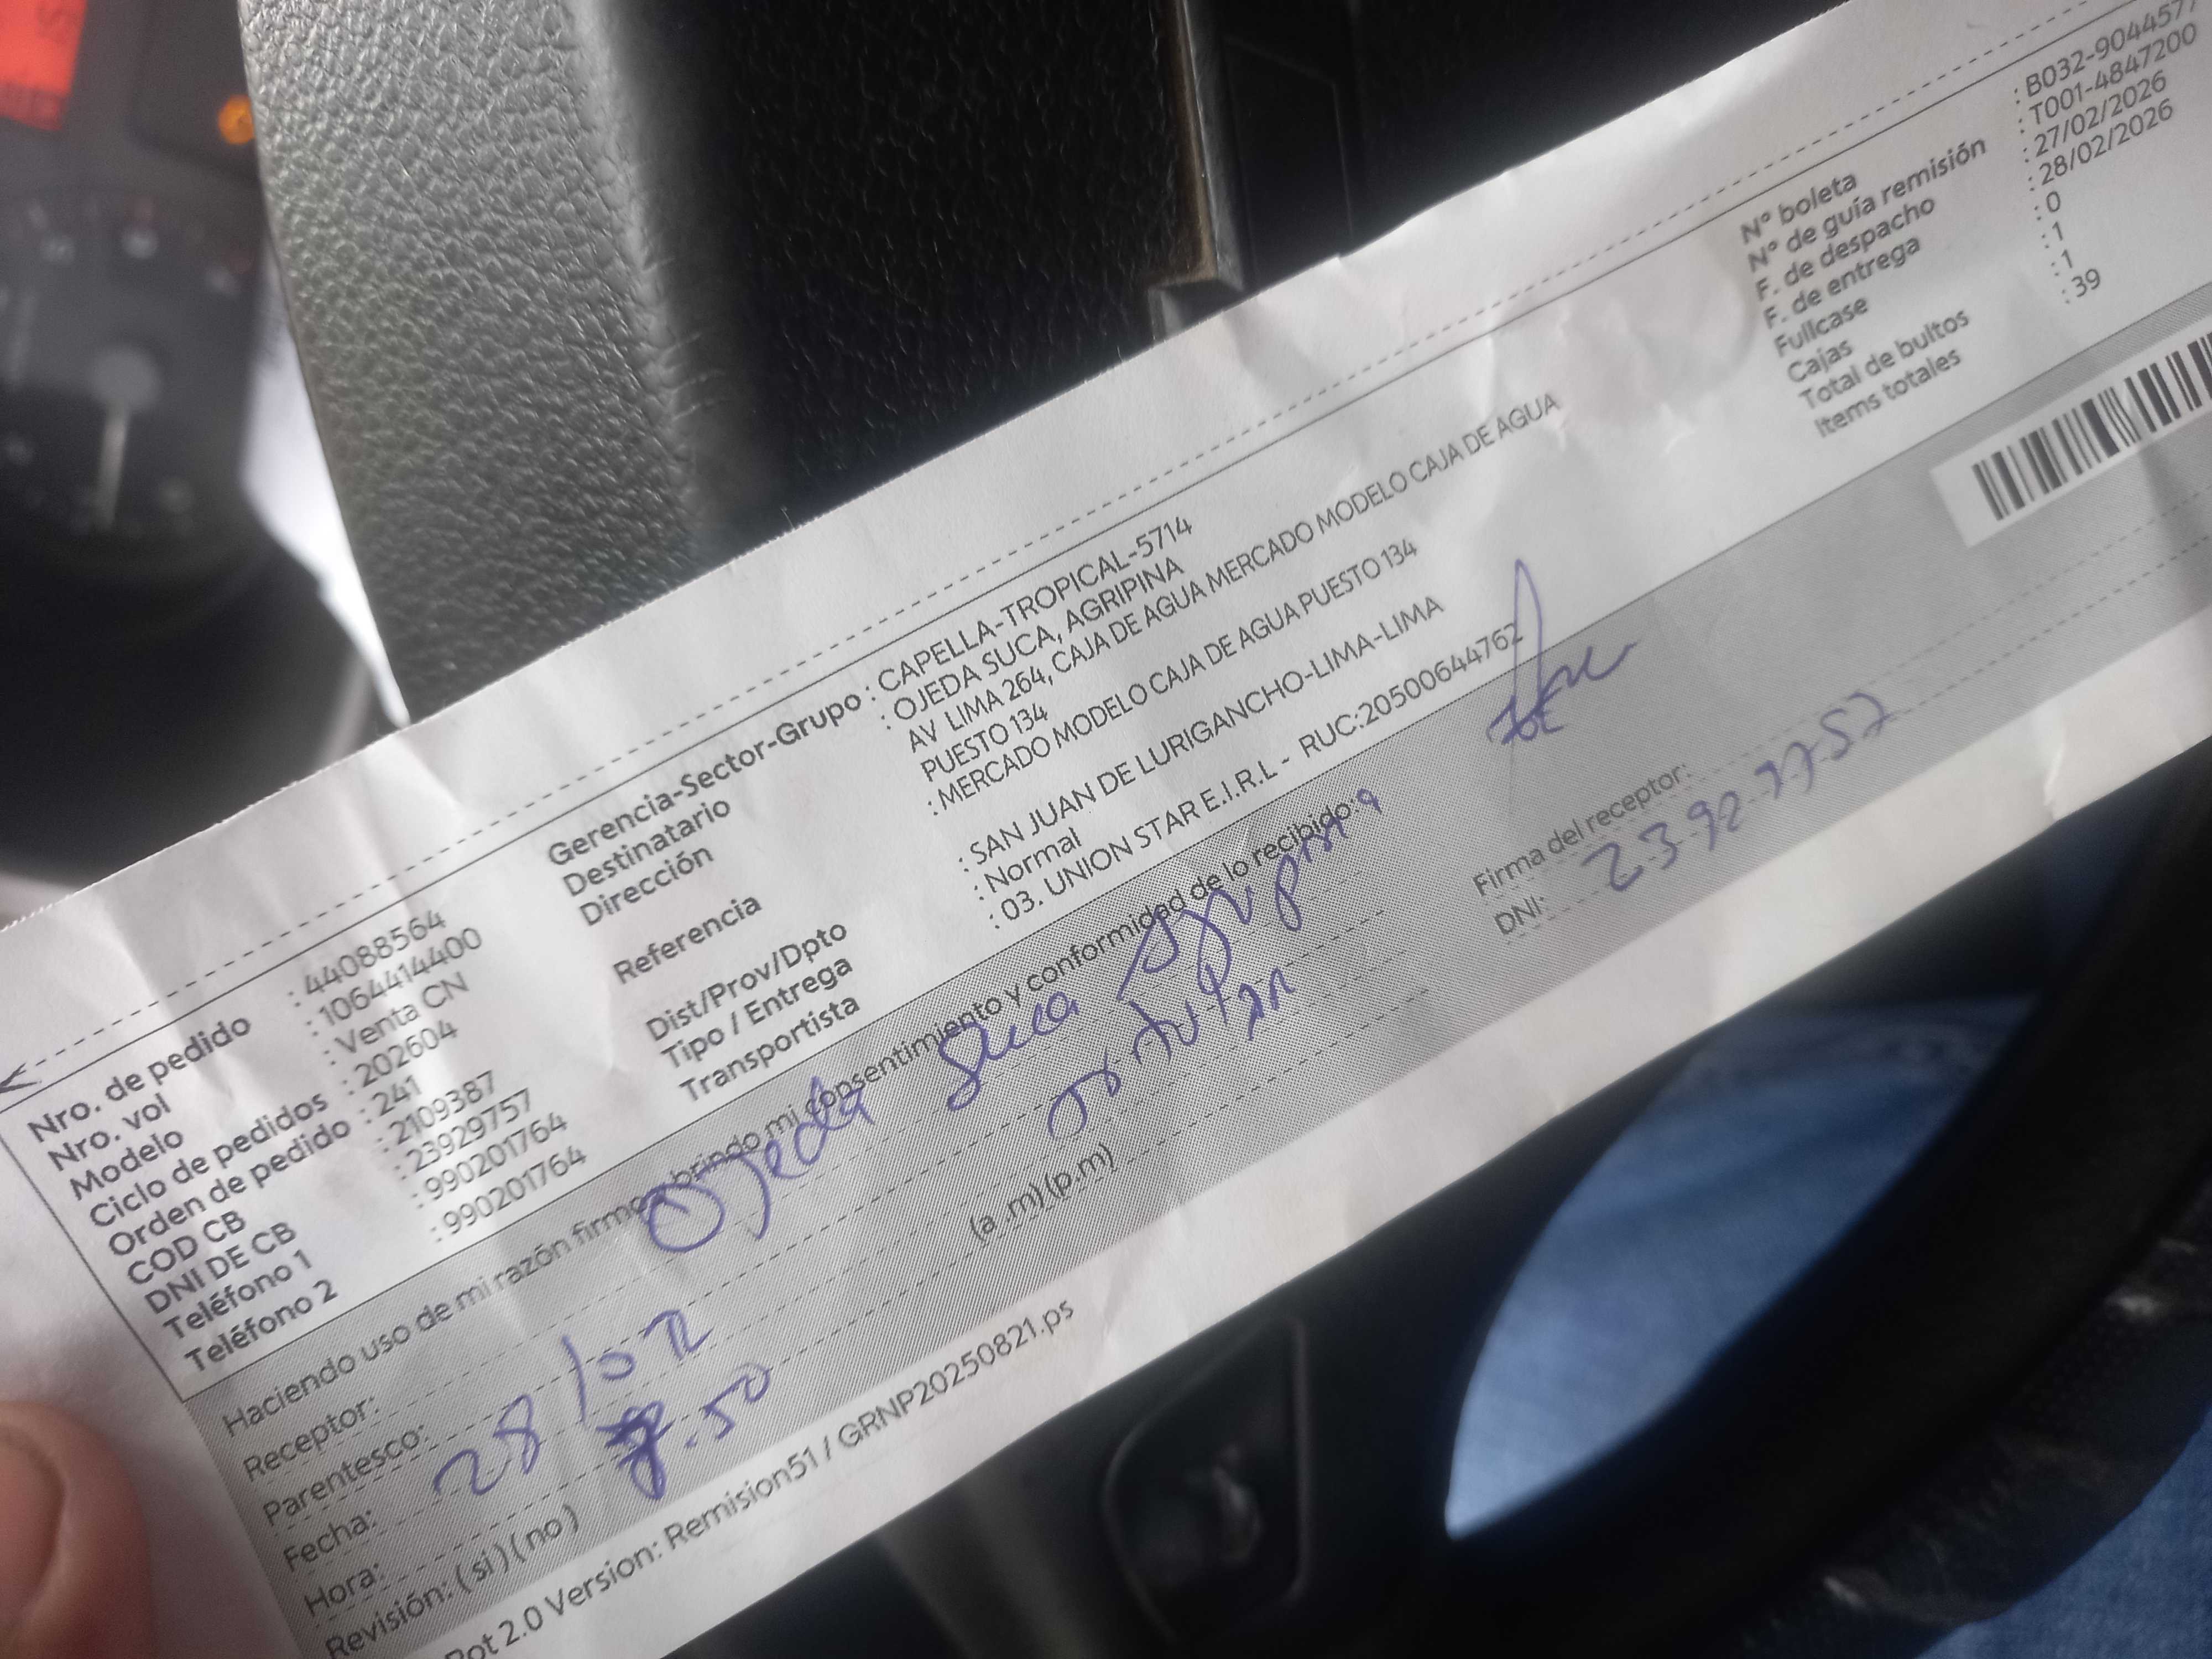 Nro. de pedido : 44088564
Nro. vol : 1064414400
Modelo : Venta CN
Ciclo de pedidos : 202604
Orden de pedido : 241
COD CB : 2109387
DNI DE CB : 23929757
Teléfono 1 : 990201764
Teléfono 2 : 990201764
Gerencia-Sector-Grupo : CAPELLA-TROPICAL-5714
Destinatario : OJEDA SUCA, AGRIPINA
Dirección AV LIMA 264, CAJA DE AGUA MERCADO MODELO CAJA DE AGUA
PUESTO 134
Referencia : MERCADO MODELO CAJA DE AGUA PUESTO 134
Dist/Prov/Dpto : SAN JUAN DE LURIGANCHO-LIMA-LIMA
Tipo / Entrega : Normal
Transportista : 03. UNION STAR E.I.R.L - RUC:20500644762
N° boleta : B032-9044577
N° de guía remisión : T001-4847200
F. de despacho : 27/02/2026
F. de entrega : 28/02/2026
Fullcase : 0
Cajas : 1
Total de bultos : 1
Items totales : 39
Haciendo uso de mi razón firmo brindo mi consentimiento y conformidad de lo recibido:
Receptor: Ojeda Suca
Parentesco:
Fecha: 28
Hora: .50 (a .m) (p.m)
Revisión: ( si ) ( no )
Firma del receptor:
DNI:
Pot 2.0 Version: Remision51 / GRNP20250821.ps